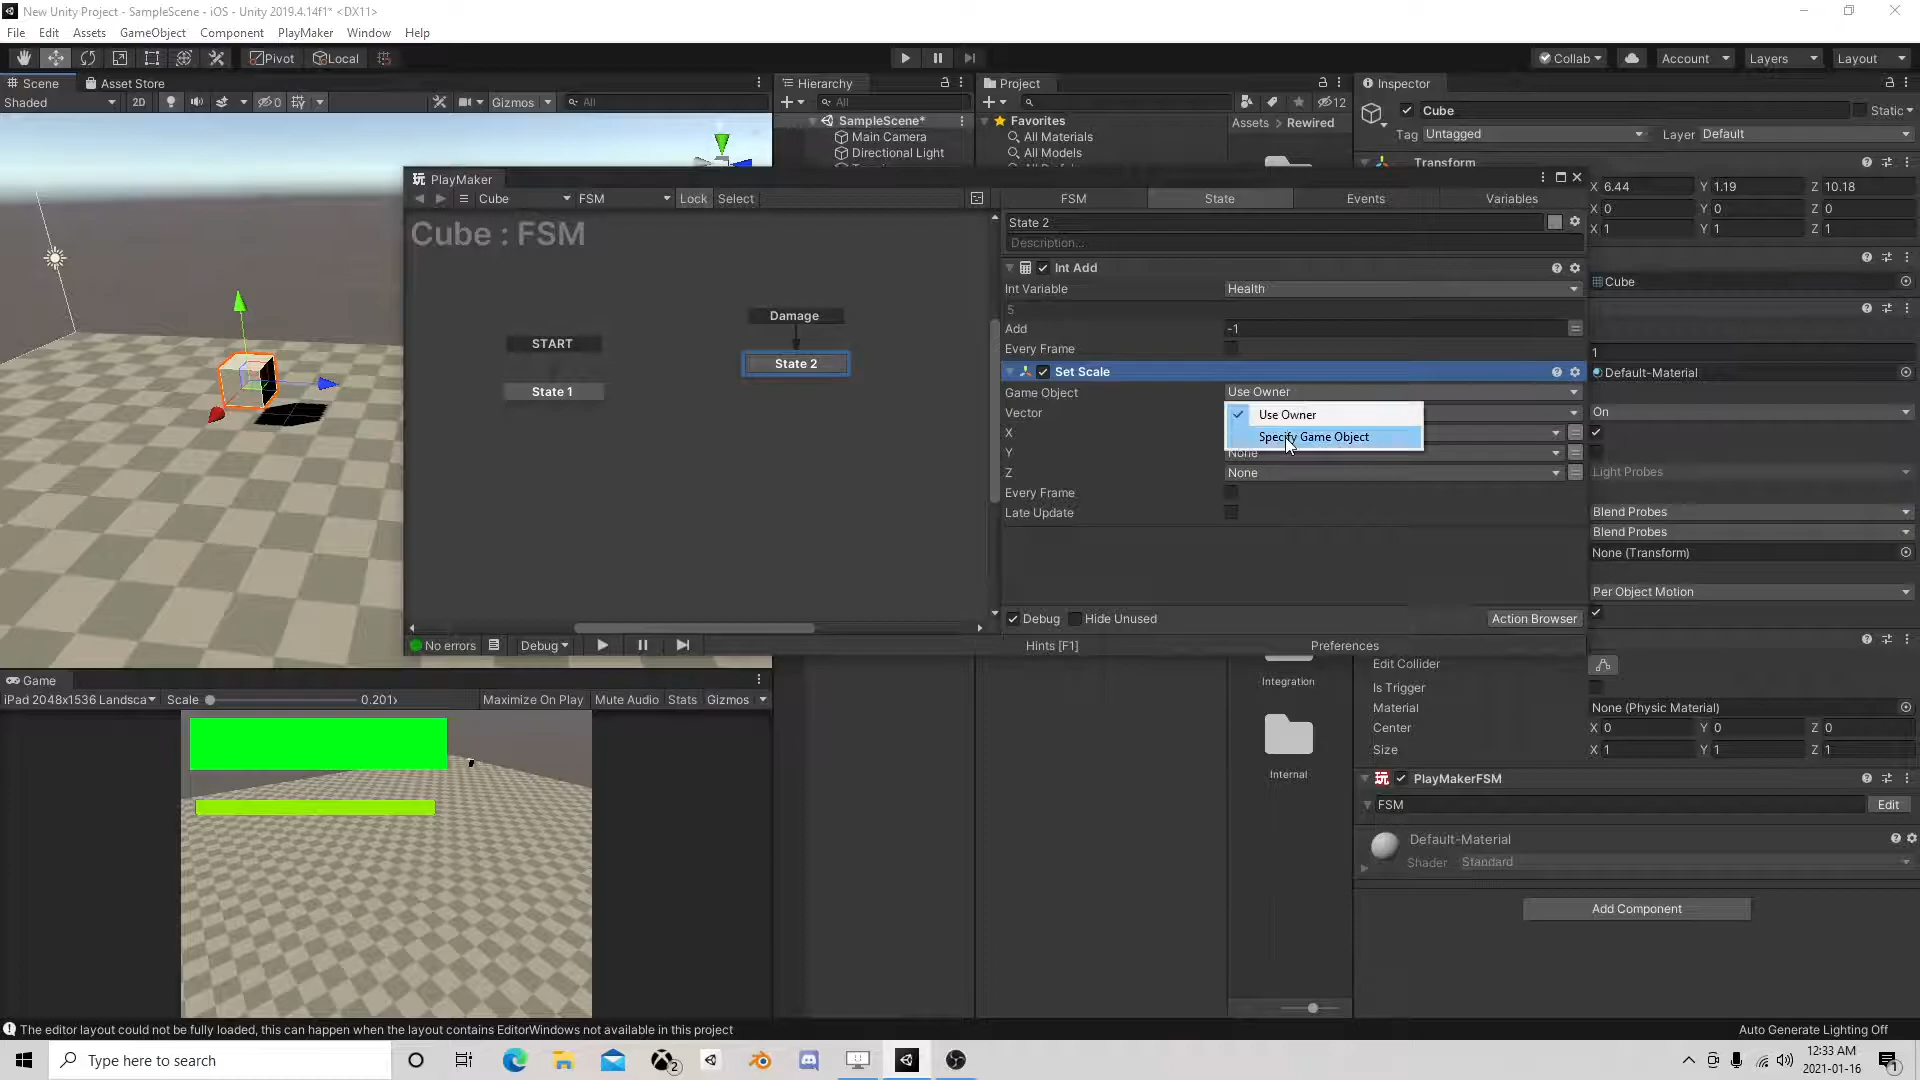 New Unity Project - SampleScene - iOS - Unity 2019.4.14f1* <DX11>
File Edit Assets GameObject Component PlayMaker Window Help
Pivot Local Collab Account Layers Layout
Scene Asset Store Hierarchy Project Inspector
Shaded 2D 0 Gizmos All All 12 Cube Static
SampleScene* Favorites Assets > Rewired
Main Camera All Materials Tag Untagged Layer Default
Directional Light All Models
Transform
PlayMaker
X 6.44 Y 1.19 Z 10.18
Cube FSM Lock Select FSM State Events Variables
X 0 Y 0 Z 0
X 1 Y 1 Z 1
Cube : FSM
State 2
Description...
Int Add
Int Variable Health
5
Add -1
Every Frame
Set Scale
Game Object Use Owner
Vector
Use Owner
Specify Game Object
X
Y None
Z None
Every Frame
Late Update
START
State 1
Damage
State 2
Cube
1
Default-Material
On
Light Probes
Blend Probes
Blend Probes
None (Transform)
Per Object Motion
Debug Hide Unused Action Browser
No errors Debug Hints [F1] Preferences
Edit Collider
Is Trigger
Material None (Physic Material)
Center X 0 Y 0 Z 0
Size X 1 Y 1 Z 1
PlayMakerFSM
FSM Edit
Default-Material
Shader Standard
Add Component
Integration
Internal
Game
iPad 2048x1536 Landsca Scale 0.201 Maximize On Play Mute Audio Stats Gizmos
The editor layout could not be fully loaded, this can happen when the layout contains EditorWindows not available in this project
Auto Generate Lighting Off
Type here to search
2
12:33 AM
2021-01-16
1